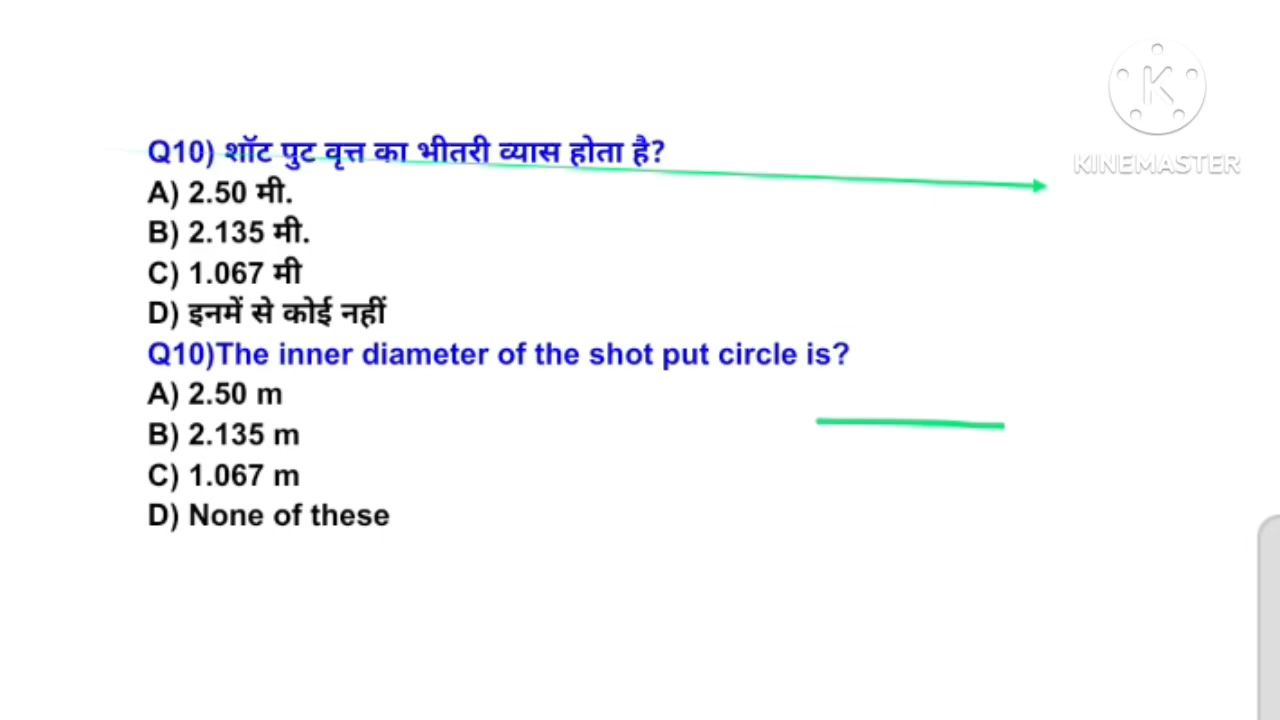 Q10) शॉट पुट वृत्त का भीतरी व्यास होता है?
A) 2.50 मी.
B) 2.135 मी.
C) 1.067 मी
D) इनमें से कोई नहीं
Q10)The inner diameter of the shot put circle is?
A) 2.50 m
B) 2.135 m
C) 1.067 m
D) None of these
K
KINEMASTER